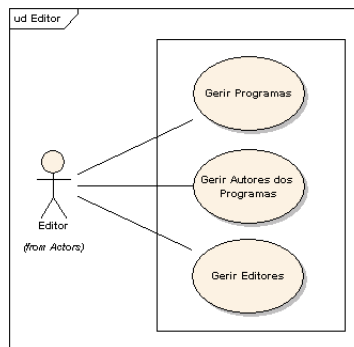 ud Editor
Gerir Programas
Gerir Autores dos
Programas
Editor
(from Actors)
Gerir Editores